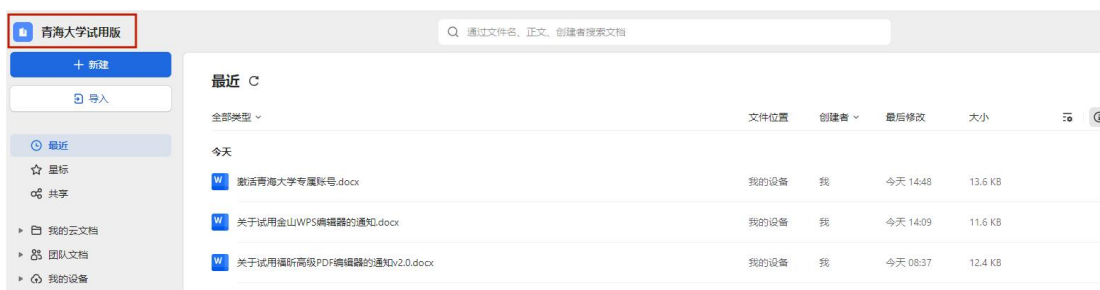 青海大学试用版
通过文件名、正文、创建者搜索文档
新建
导入
最近
全部类型 文件位置 创建者 最后修改 大小
最近
今天
星标
激活青海大学专属账号.docx 我的设备 我 今天 14:48 13.6 KB
共享
关于试用金山WPS编辑器的通知.docx 我的设备 我 今天 14:09 11.6 KB
我的云文档
团队文档
关于试用福昕高级PDF编辑器的通知v2.0.docx 我的设备 我 今天 08:37 12.4 KB
我的设备